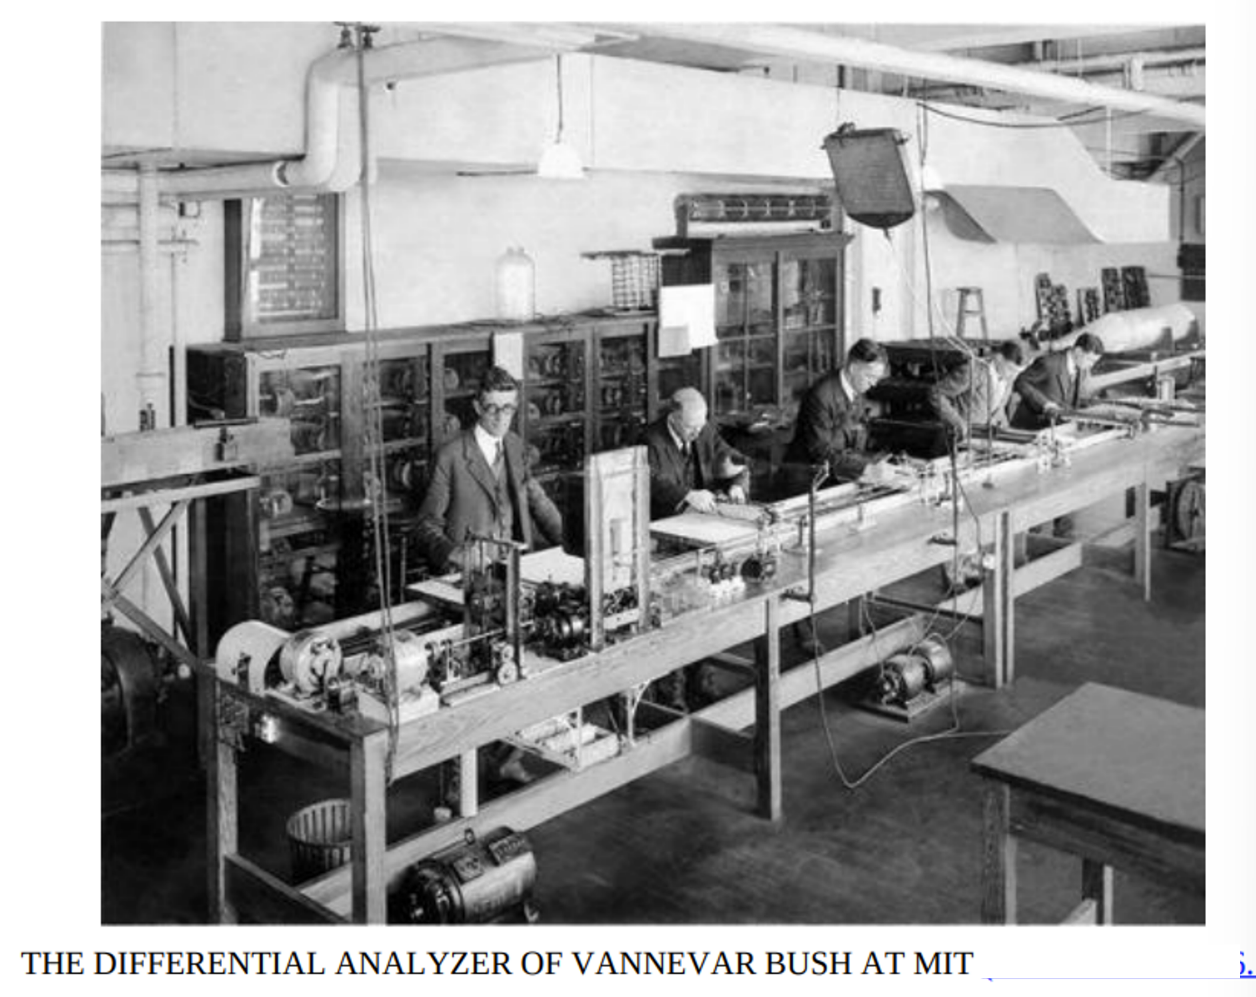 THE DIFFERENTIAL ANALYZER OF VANNEVAR BUSH AT MIT